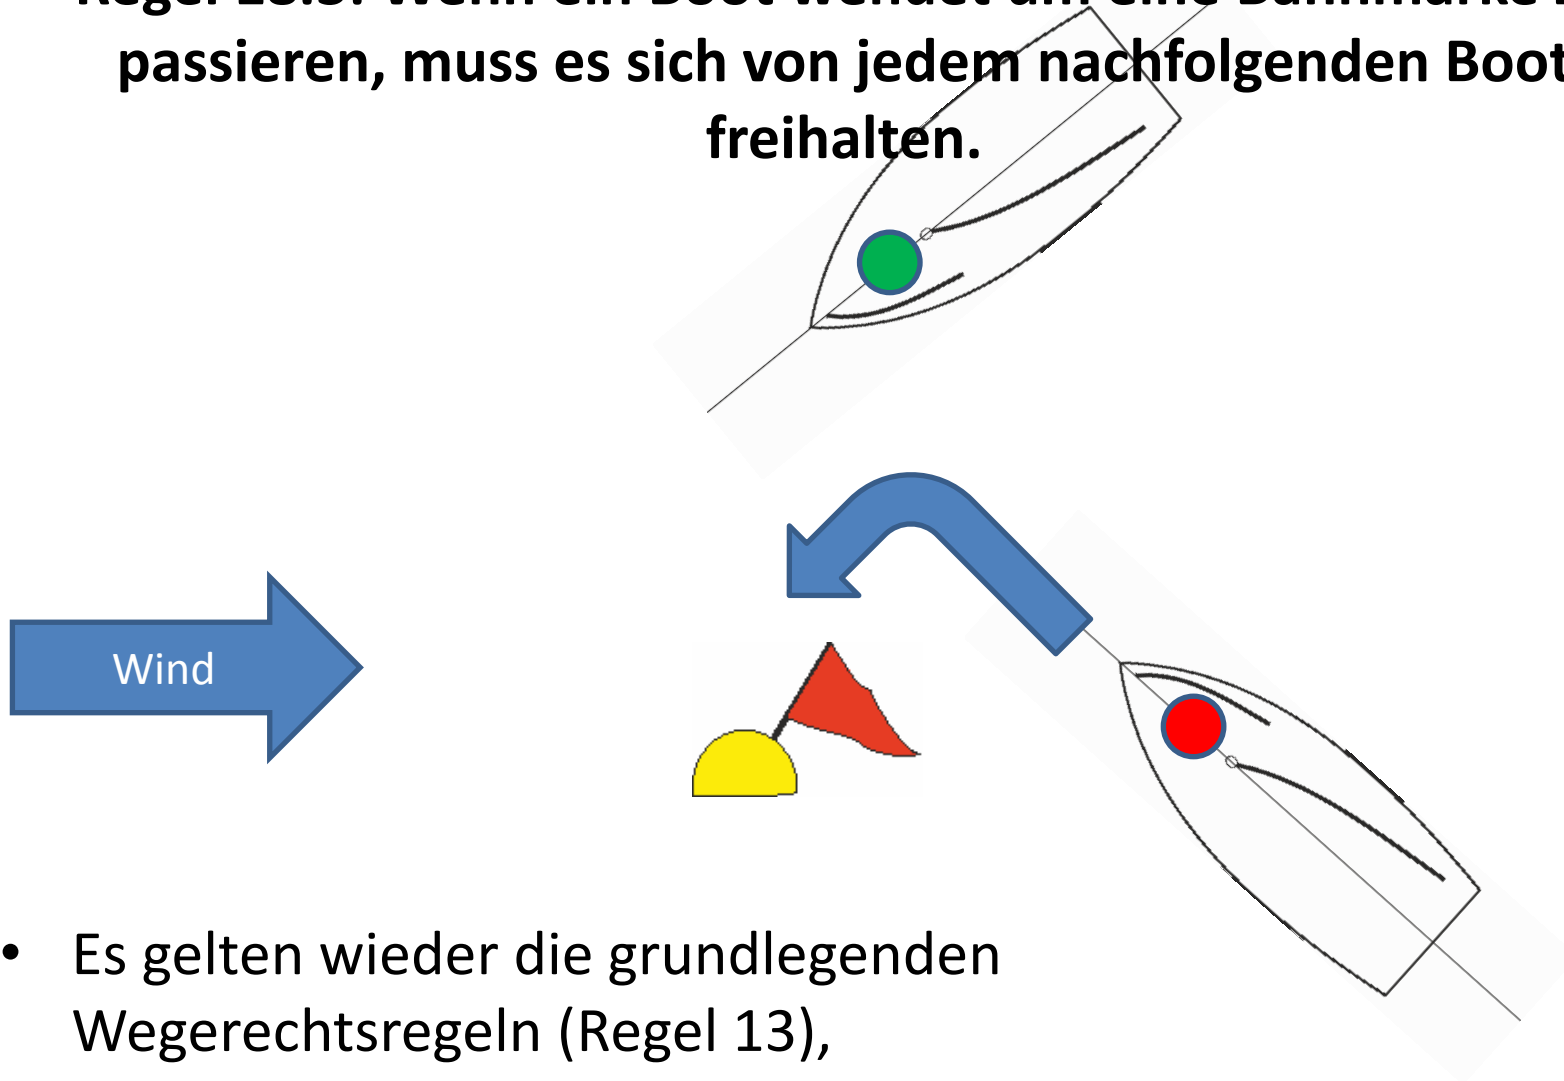 passieren, muss es sich von jedem nachfolgenden Boot
freihalten.
Wind
• Es gelten wieder die grundlegenden
Wegerechtsregeln (Regel 13),